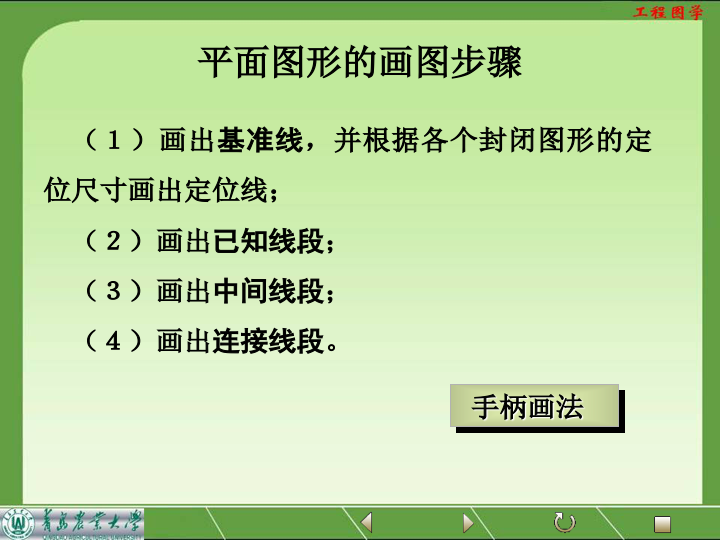 工程图学
平面图形的画图步骤
（１）画出基准线，并根据各个封闭图形的定
位尺寸画出定位线；
（２）画出已知线段；
（３）画出中间线段；
（４）画出连接线段。
手柄画法
青岛农业大学